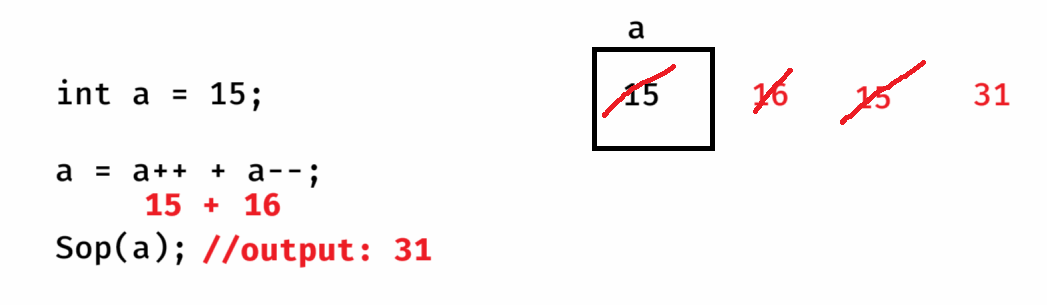 a
int a = 15;
15 16 15 31
a = a++ + a--;
15 + 16
Sop(a); //output: 31